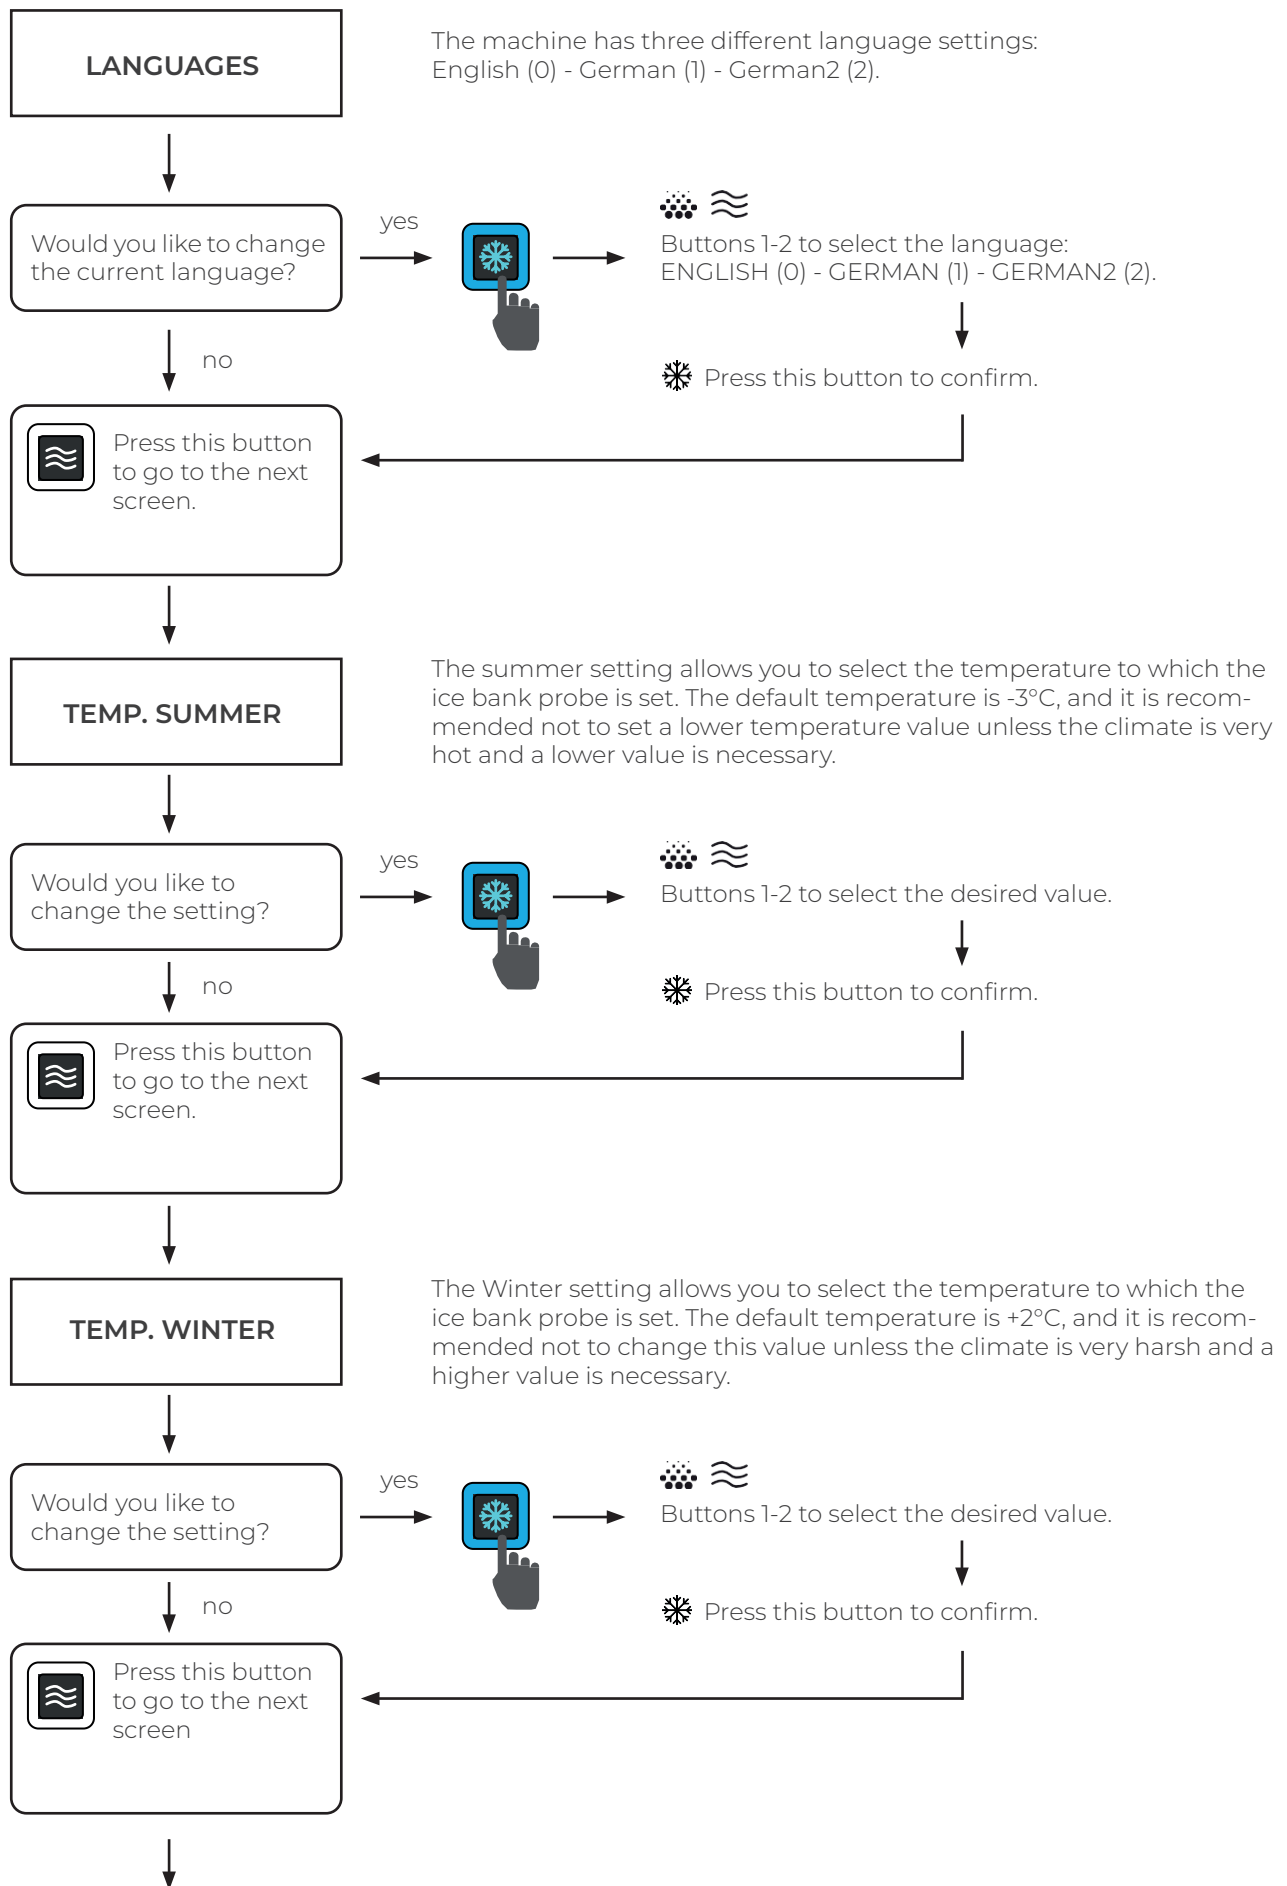 LANGUAGES
The machine has three different language settings:
English (0) - German (1) - German2 (2).
Would you like to change
the current language?
yes
Buttons 1-2 to select the language:
ENGLISH (0) - GERMAN (1) - GERMAN2 (2).
no
Press this button to confirm.
Press this button
to go to the next
screen.
TEMP. SUMMER
The summer setting allows you to select the temperature to which the
ice bank probe is set. The default temperature is -3°C, and it is recom-
mended not to set a lower temperature value unless the climate is very
hot and a lower value is necessary.
Would you like to
change the setting?
yes
Buttons 1-2 to select the desired value.
no
Press this button to confirm.
Press this button
to go to the next
screen.
TEMP. WINTER
The Winter setting allows you to select the temperature to which the
ice bank probe is set. The default temperature is +2°C, and it is recom-
mended not to change this value unless the climate is very harsh and a
higher value is necessary.
Would you like to
change the setting?
yes
Buttons 1-2 to select the desired value.
no
Press this button to confirm.
Press this button
to go to the next
screen